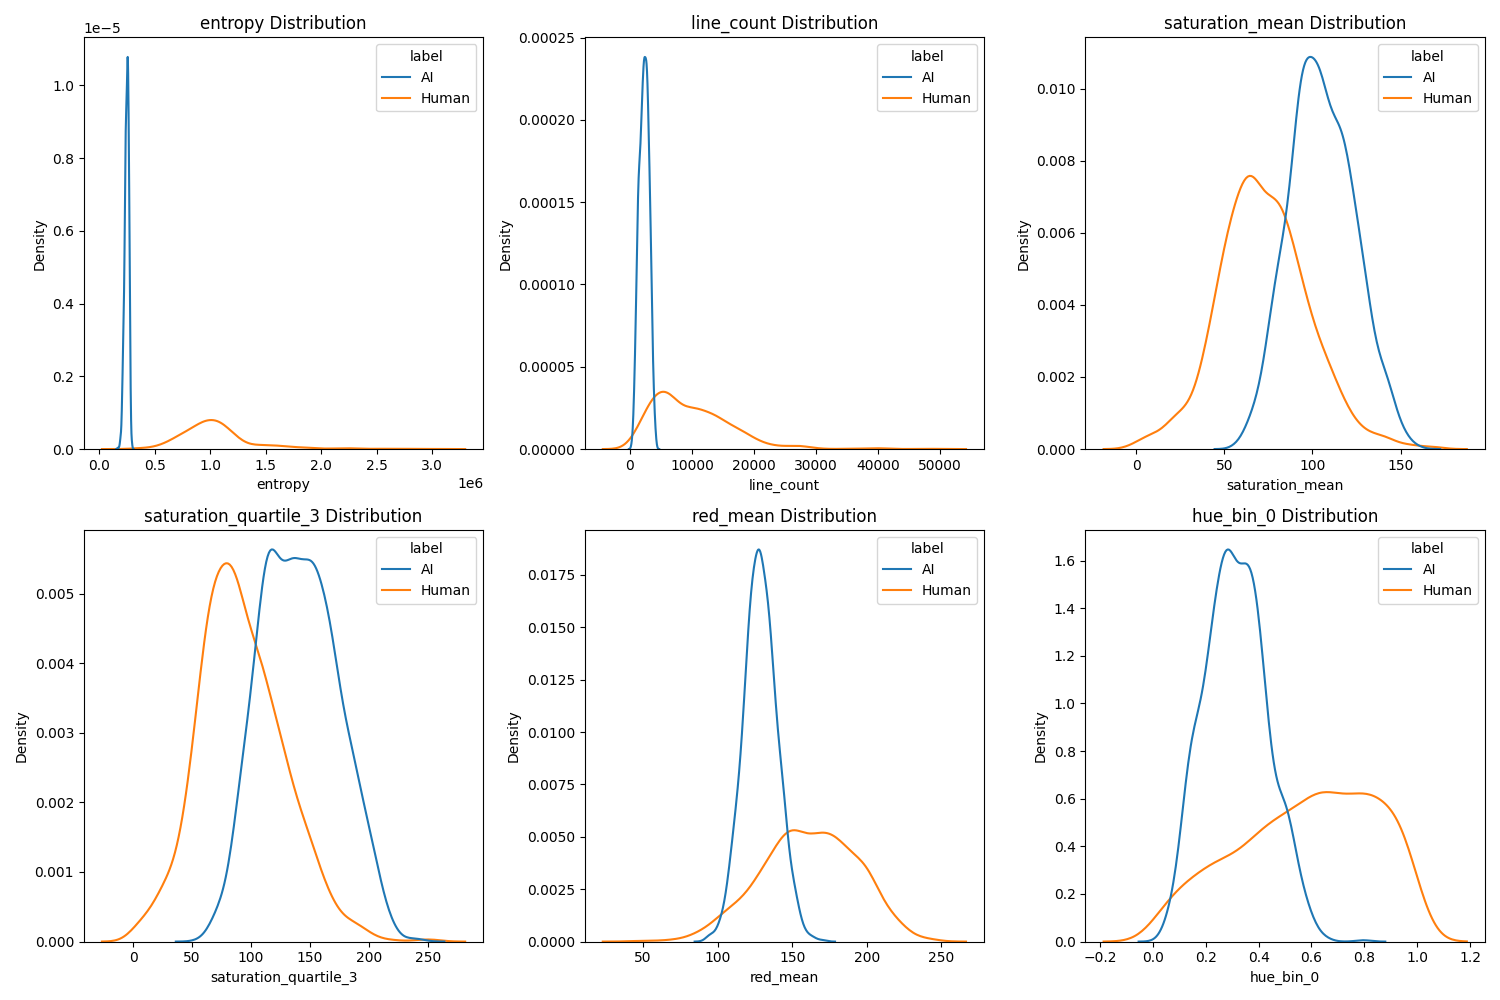 entropy Distribution
1e−5
label
AI
Human
1.0
0.8
0.6
0.4
0.2
0.0
Density
0.0 0.5 1.0 1.5 2.0 2.5 3.0
1e6
entropy
line_count Distribution
label
AI
Human
0.00025
0.00020
0.00015
0.00010
0.00005
0.00000
Density
0 10000 20000 30000 40000 50000
line_count
saturation_mean Distribution
label
AI
Human
0.010
0.008
0.006
0.004
0.002
0.000
Density
0 50 100 150
saturation_mean
saturation_quartile_3 Distribution
label
AI
Human
0.005
0.004
0.003
0.002
0.001
0.000
Density
0 50 100 150 200 250
saturation_quartile_3
red_mean Distribution
label
AI
Human
0.0175
0.0150
0.0125
0.0100
0.0075
0.0050
0.0025
0.0000
Density
50 100 150 200 250
red_mean
hue_bin_0 Distribution
label
AI
Human
1.6
1.4
1.2
1.0
0.8
0.6
0.4
0.2
0.0
Density
−0.2 0.0 0.2 0.4 0.6 0.8 1.0 1.2
hue_bin_0